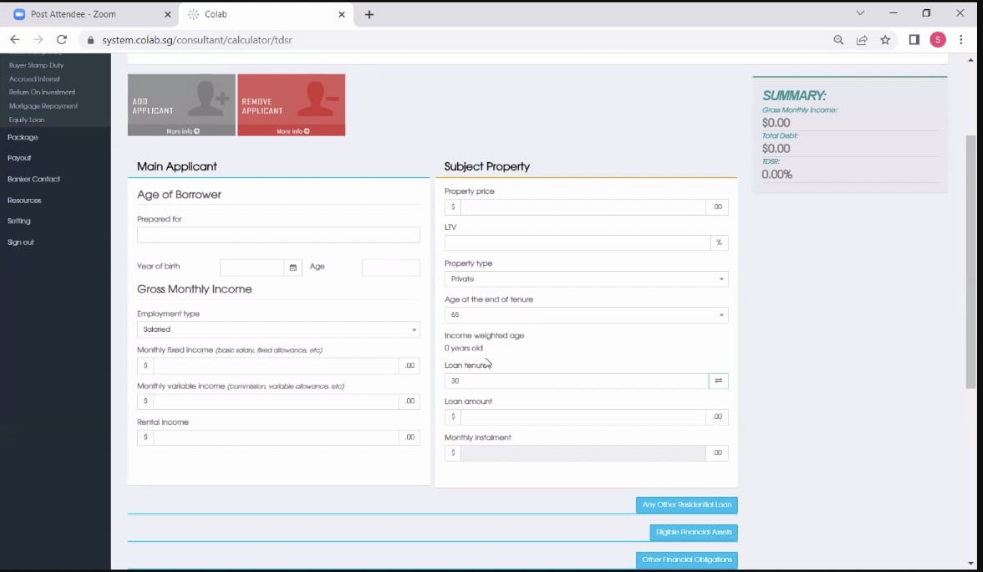 Post Attendee - Zoom
Colab
system.colab.sg/consultant/calculator/tdsr
S
Buyer Stamp Duty
Accrued Interest
Return On Investment
Mortgage Repayment
Equity Loan
Package
Payout
Banker Contact
Resources
Setting
Sign out
ADD APPLICANT
More info
REMOVE APPLICANT
More info
Main Applicant
Age of Borrower
Prepared for
Year of birth
Age
Gross Monthly Income
Employment type
Salaried
Monthly fixed income (basic salary, fixed allowance, etc)
$ .00
Monthly variable income (commission, variable allowance, etc)
$ .00
Rental income
$ .00
Subject Property
Property price
$ .00
LTV
%
Property type
Private
Age at the end of tenure
65
Income weighted age
0 years old
Loan tenure
30
Loan amount
$ .00
Monthly instalment
$ .00
Any Other Residential Loan
Eligible Financial Assets
Other Financial Obligations
SUMMARY:
Gross Monthly Income:
$0.00
Total Debt:
$0.00
TDSR:
0.00%